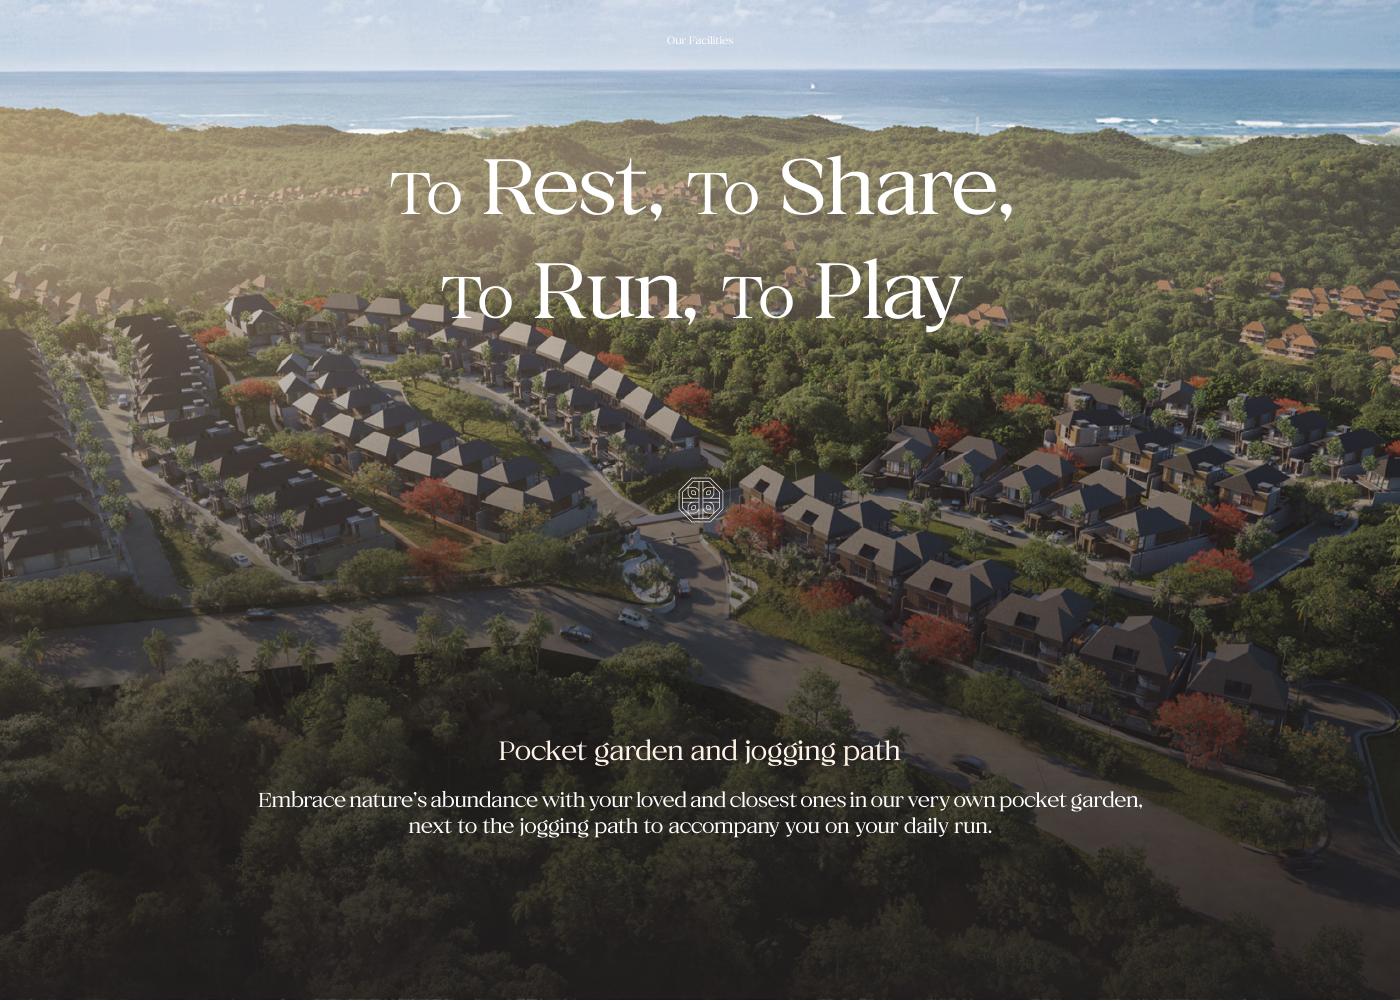 Our Facilities
To Rest, To Share,
To Run, To Play
Pocket garden and jogging path
Embrace nature's abundance with your loved and closest ones in our very own pocket garden,
next to the jogging path to accompany you on your daily run.